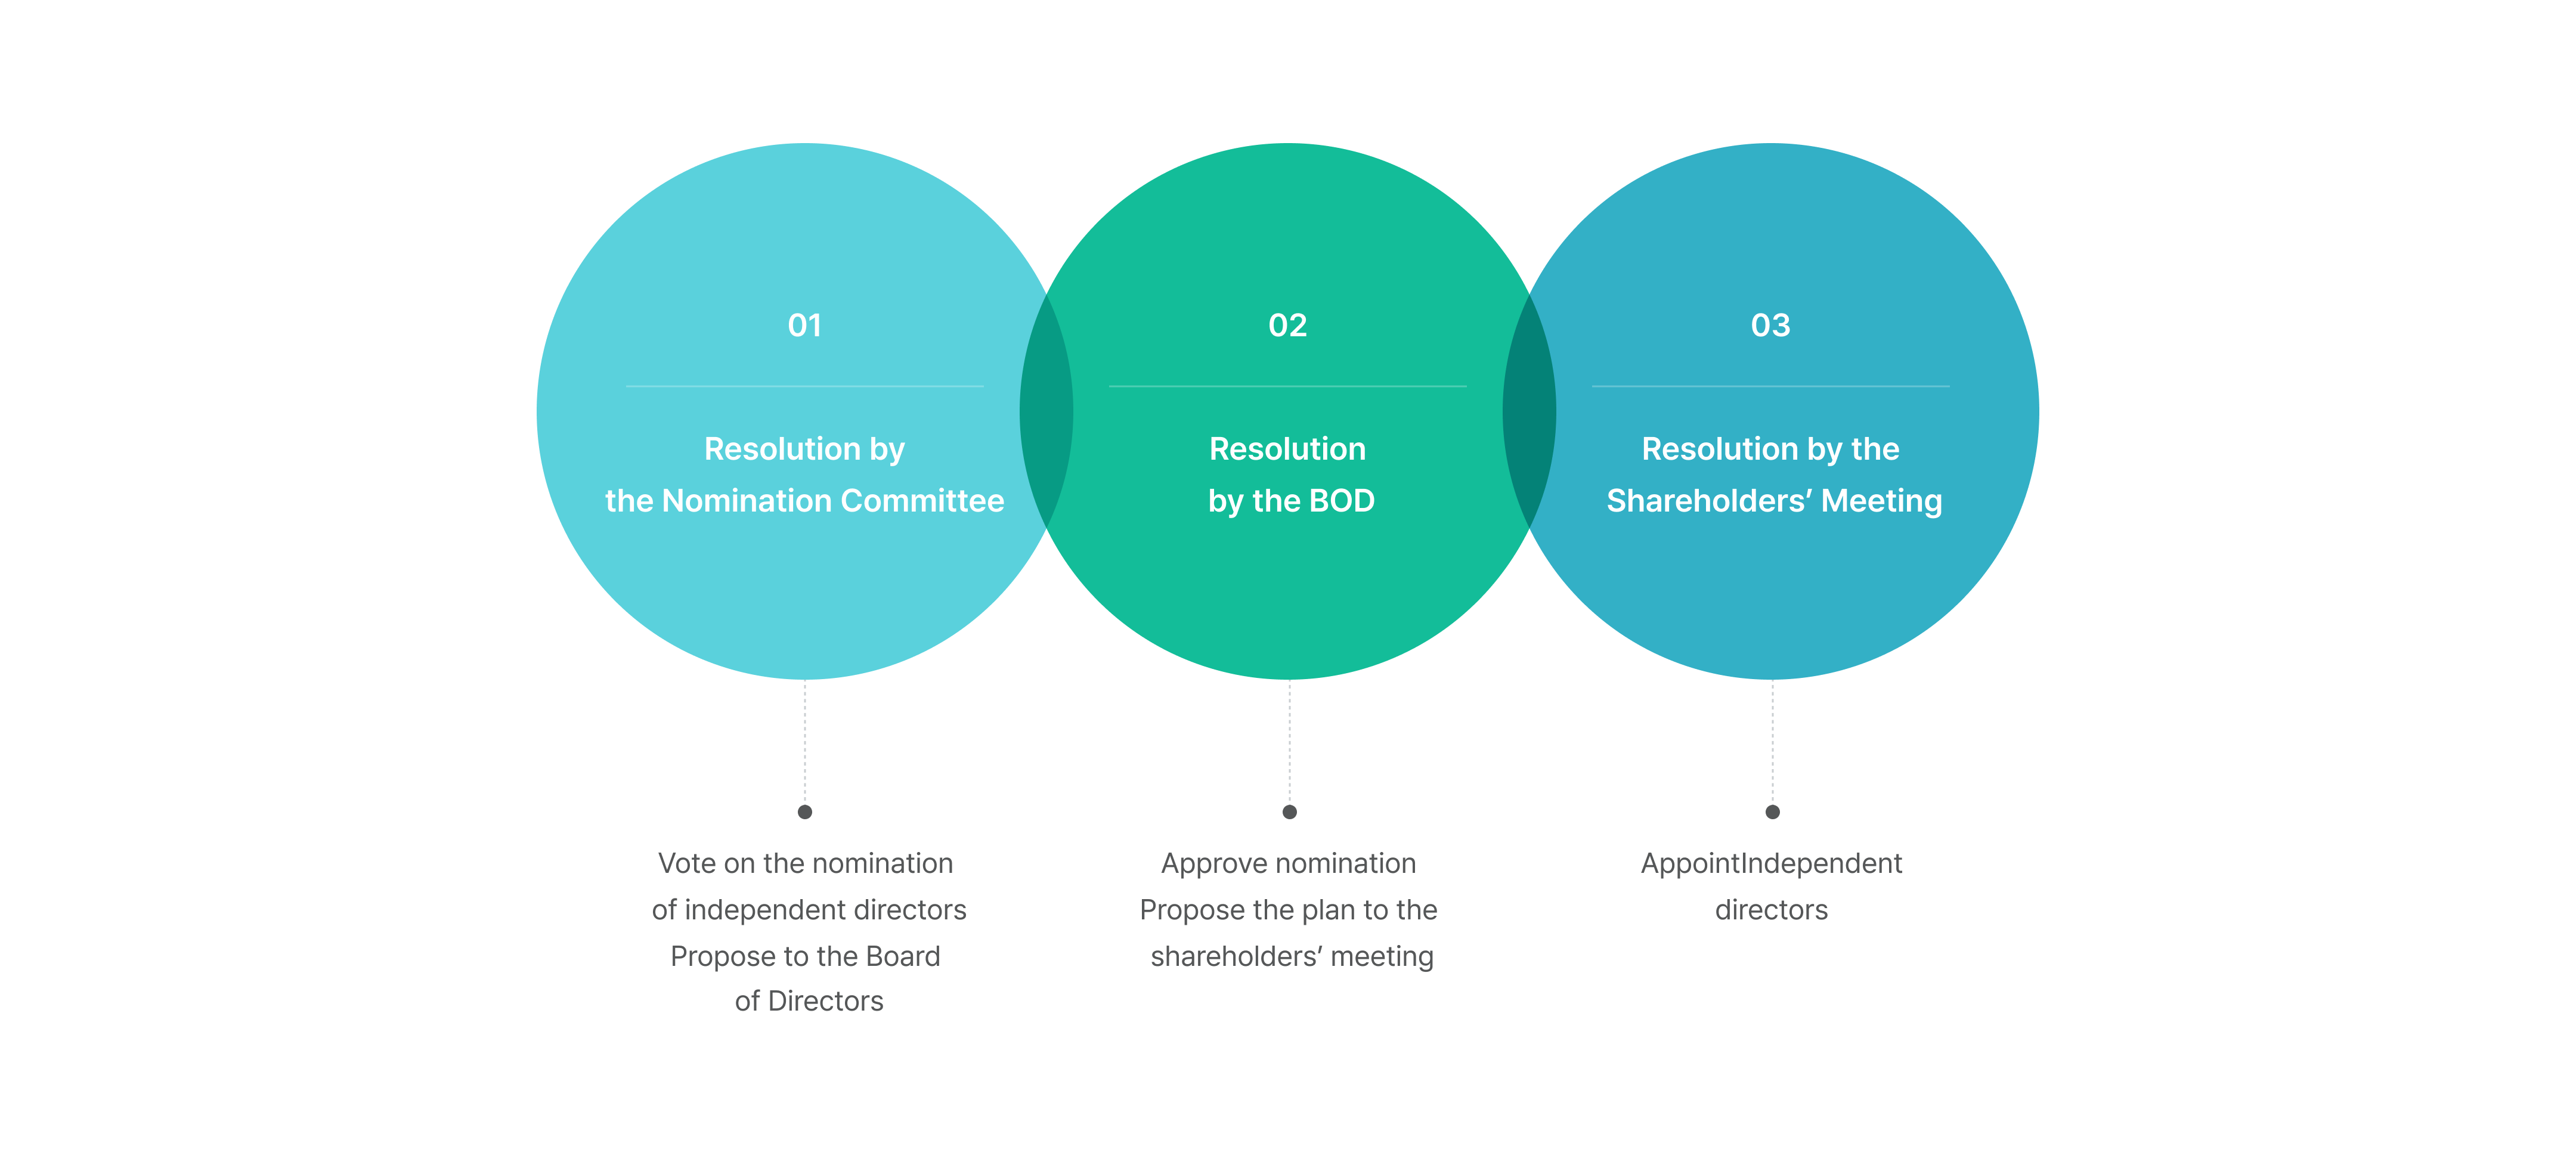 01
Resolution by
the Nomination Committee
02
Resolution
by the BOD
03
Resolution by the
Shareholders’ Meeting
Vote on the nomination
of independent directors
Propose to the Board
of Directors
Approve nomination
Propose the plan to the
shareholders’ meeting
AppointIndependent
directors